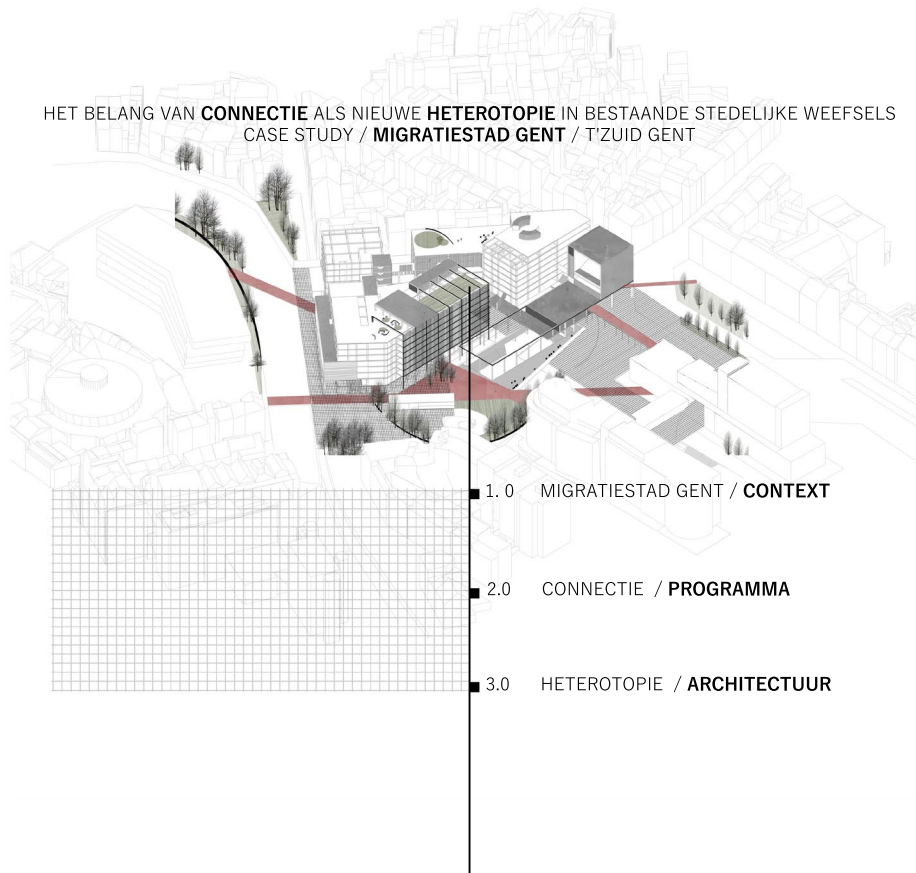 HET BELANG VAN CONNECTIE ALS NIEUWE HETEROTOPIE IN BESTAANDE STEDELIJKE WEEFSELS
CASE STUDY / MIGRATIESTAD GENT / T'ZUID GENT
1.0 MIGRATIESTAD GENT / CONTEXT
2.0 CONNECTIE / PROGRAMMA
3.0 HETEROTOPIE / ARCHITECTUUR